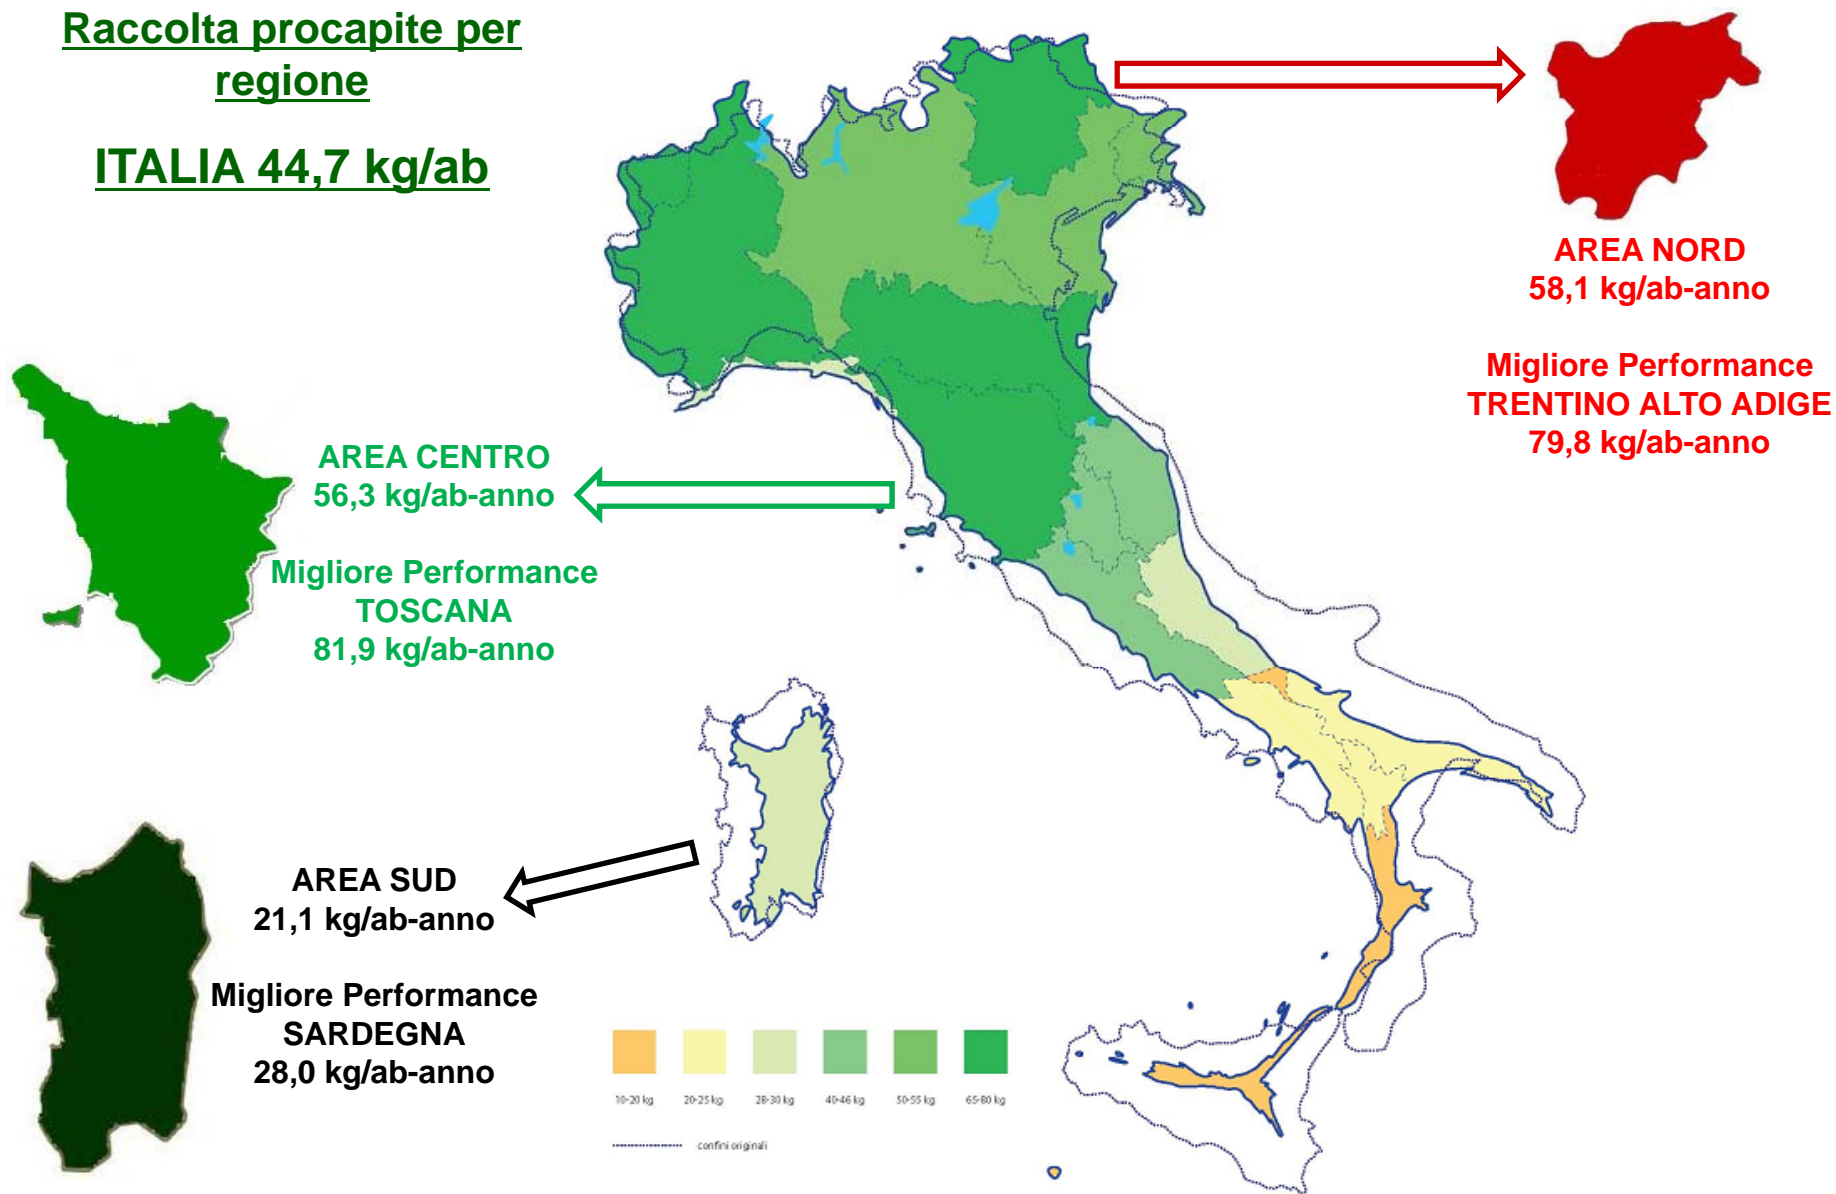 Raccolta procapite per
regione
ITALIA 44,7 kg/ab
AREA NORD
58,1 kg/ab-anno
Migliore Performance
TRENTINO ALTO ADIGE
79,8 kg/ab-anno
AREA CENTRO
56,3 kg/ab-anno
Migliore Performance
TOSCANA
81,9 kg/ab-anno
AREA SUD
21,1 kg/ab-anno
Migliore Performance
SARDEGNA
28,0 kg/ab-anno
10-20 kg 20-25 kg 28-30 kg 40-46 kg 50-55 kg 65-80 kg
confini originali